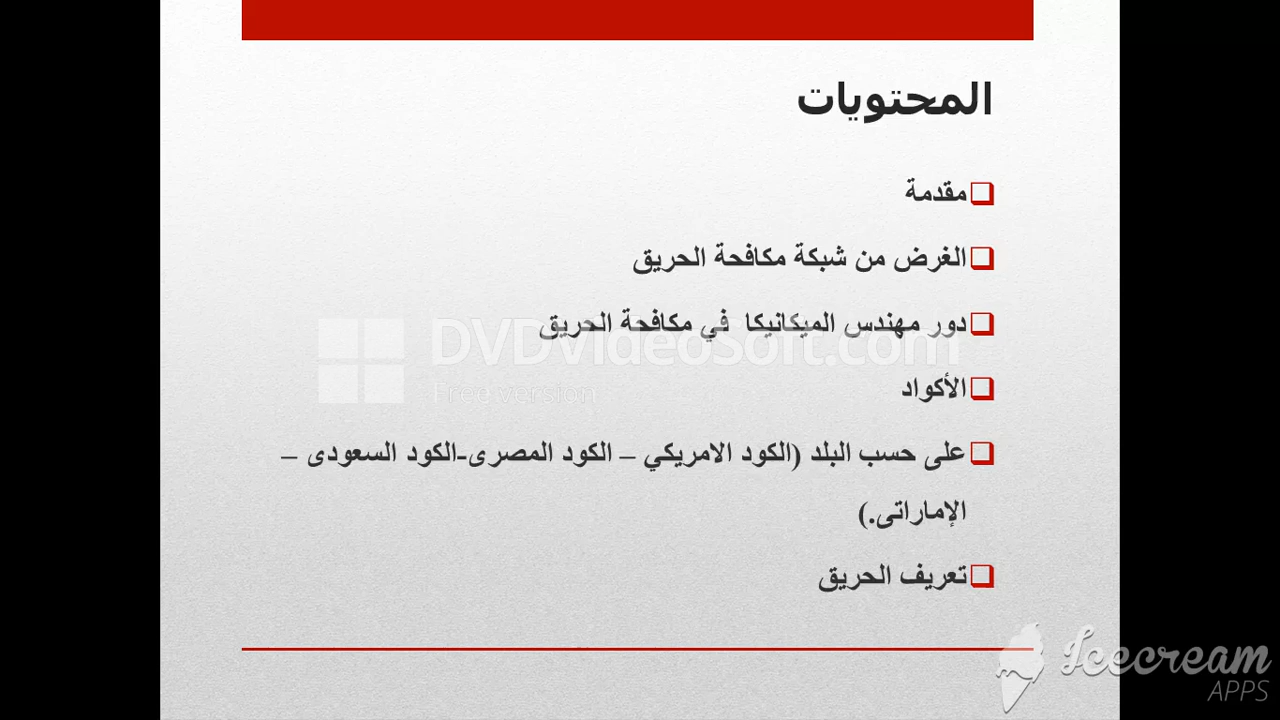 المحتويات
مقدمة
الغرض من شبكة مكافحة الحريق
دور مهندس الميكانيكا في مكافحة الحريق
DVDVideoSoft.com
Free version
الأكواد
على حسب البلد (الكود الامريكي – الكود المصرى-الكود السعودى –
الإماراتى.)
تعريف الحريق
Icecream
APPS